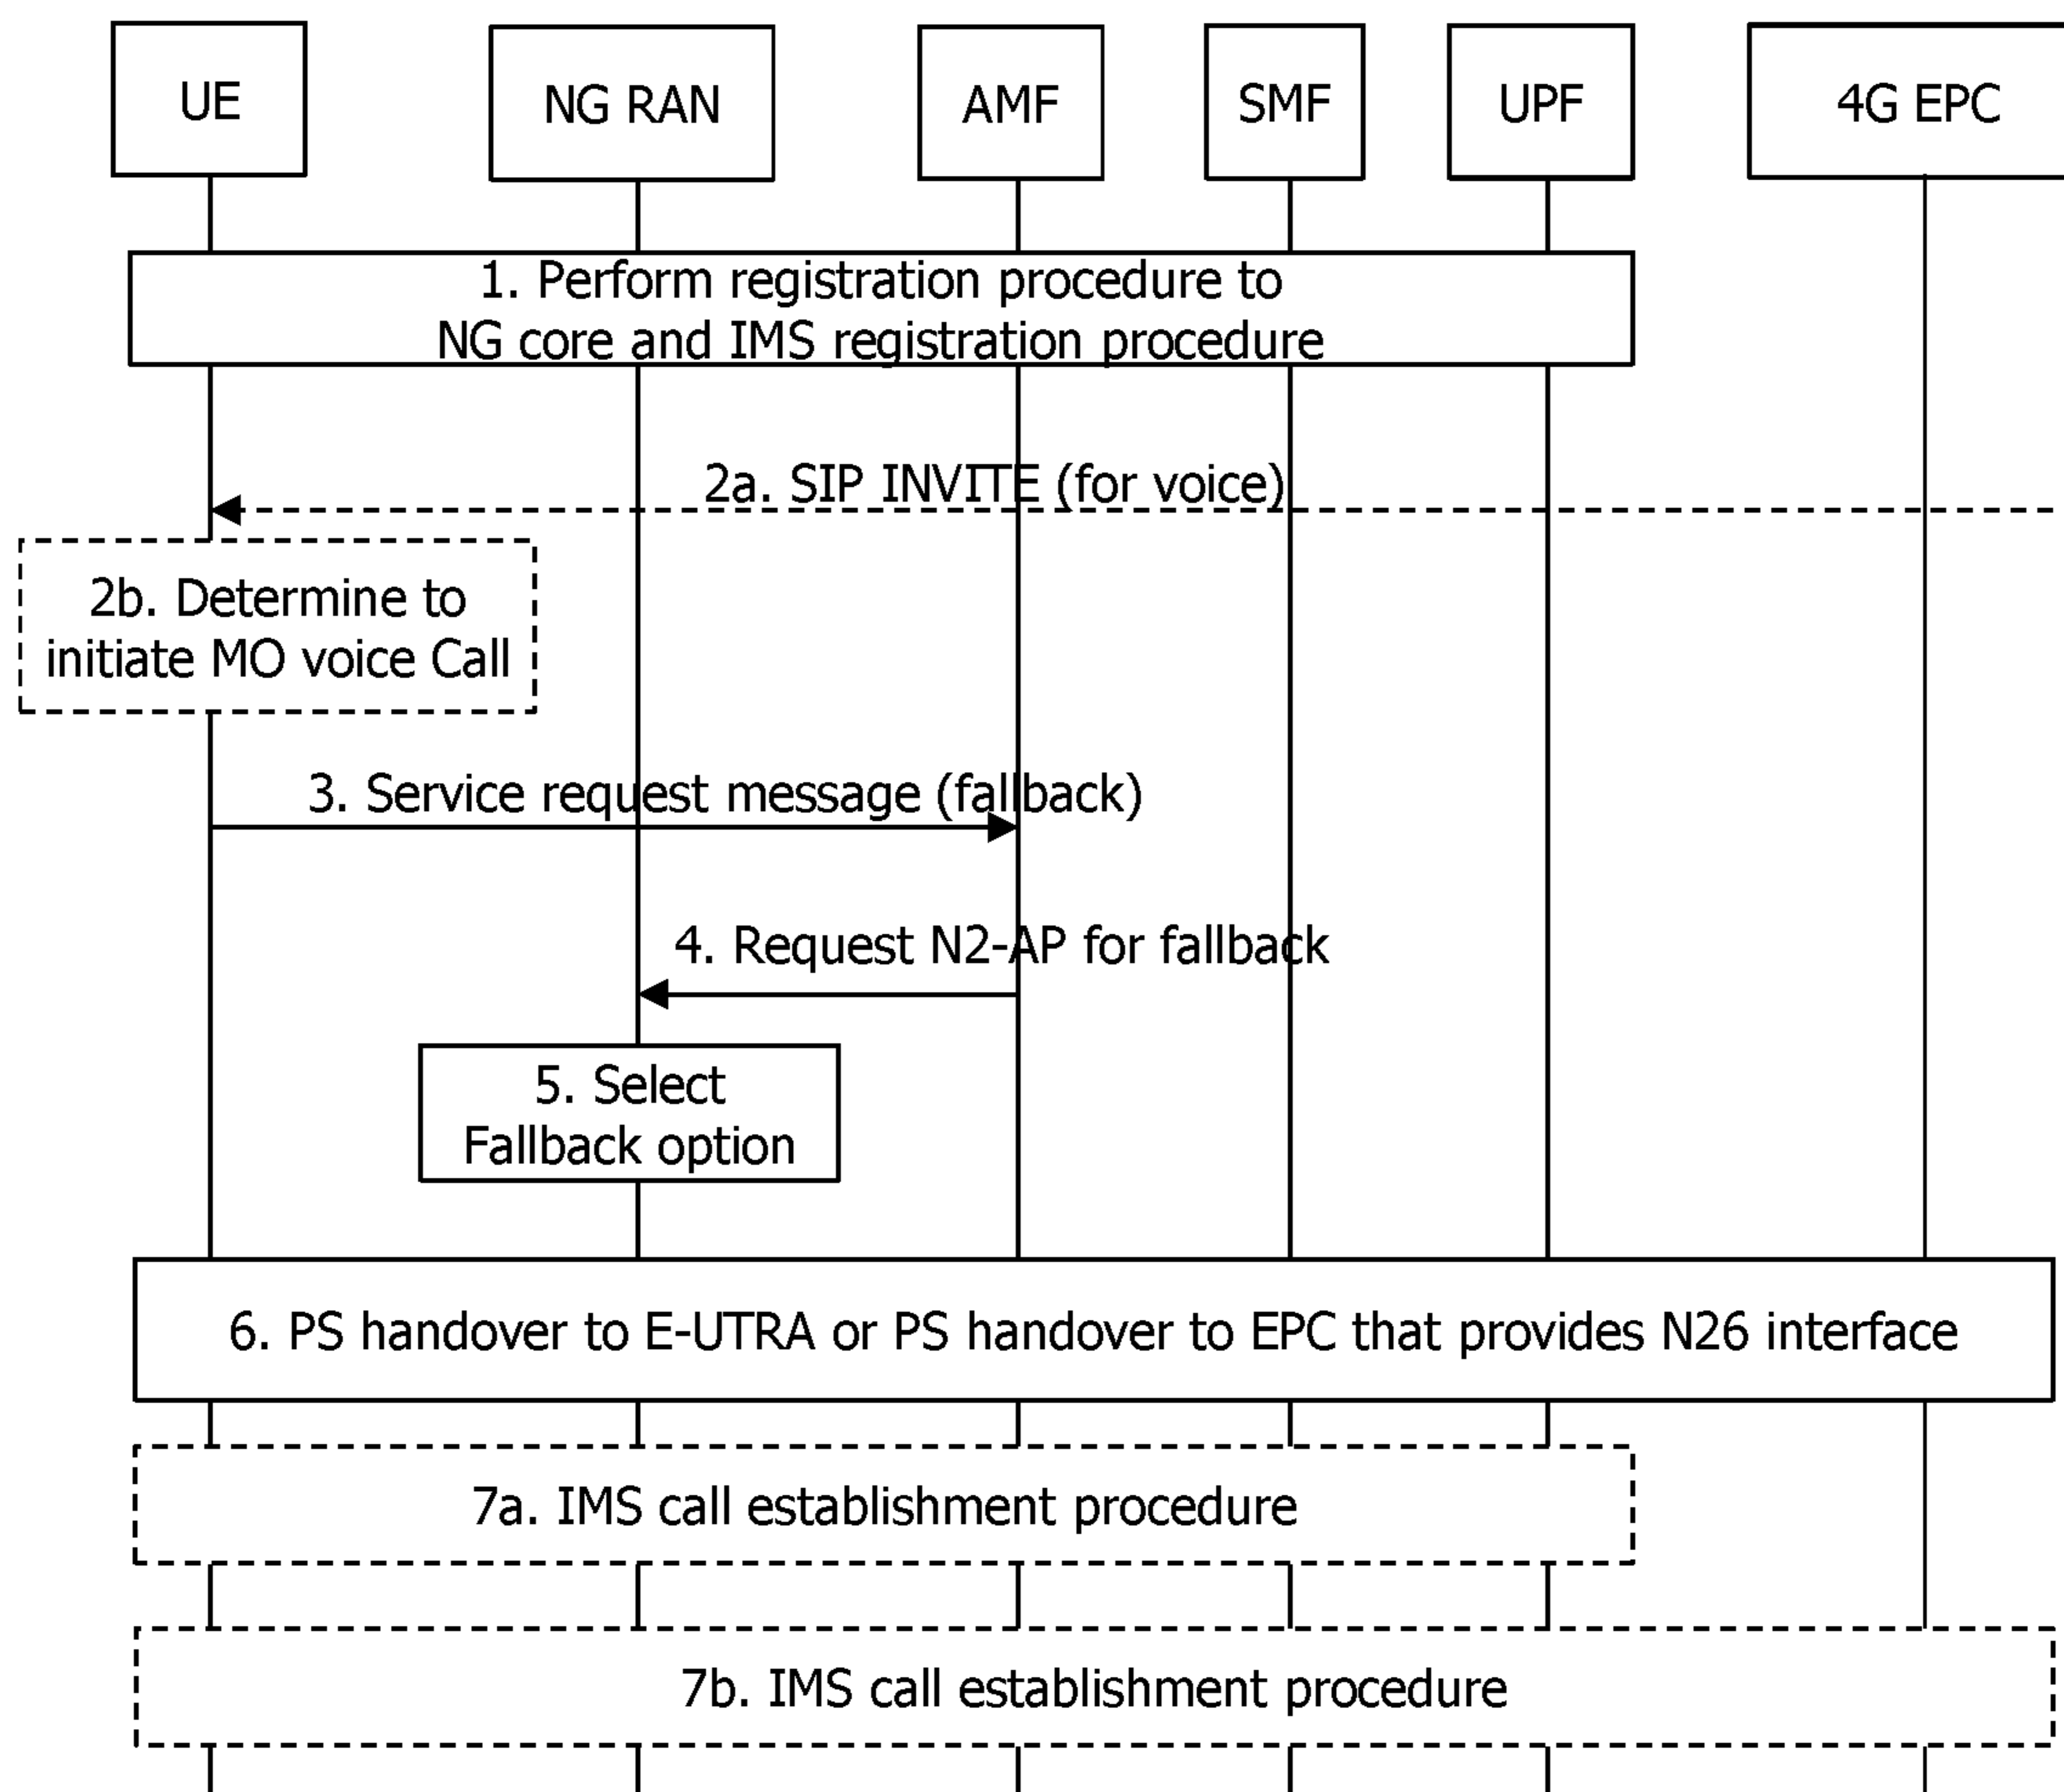 UE
NG RAN
AMF
SMF
UPF
4G EPC
1. Perform registration procedure to
NG core and IMS registration procedure
2a. SIP INVITE (for voice)
2b. Determine to
initiate MO voice Call
3. Service request message (fallback)
4. Request N2-AP for fallback
5. Select
Fallback option
6. PS handover to E-UTRA or PS handover to EPC that provides N26 interface
7a. IMS call establishment procedure
7b. IMS call establishment procedure